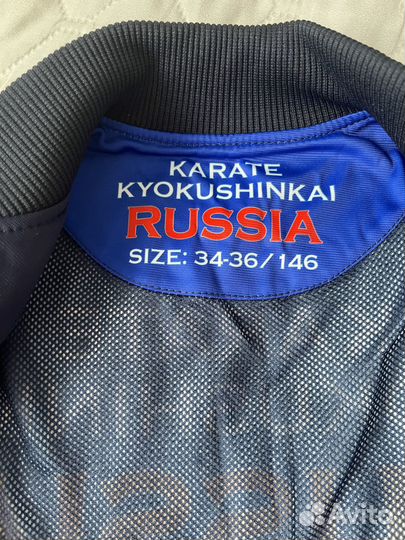 KARATE
KYOKUSHINKAI
RUSSIA
SIZE: 34-36/146
Avito